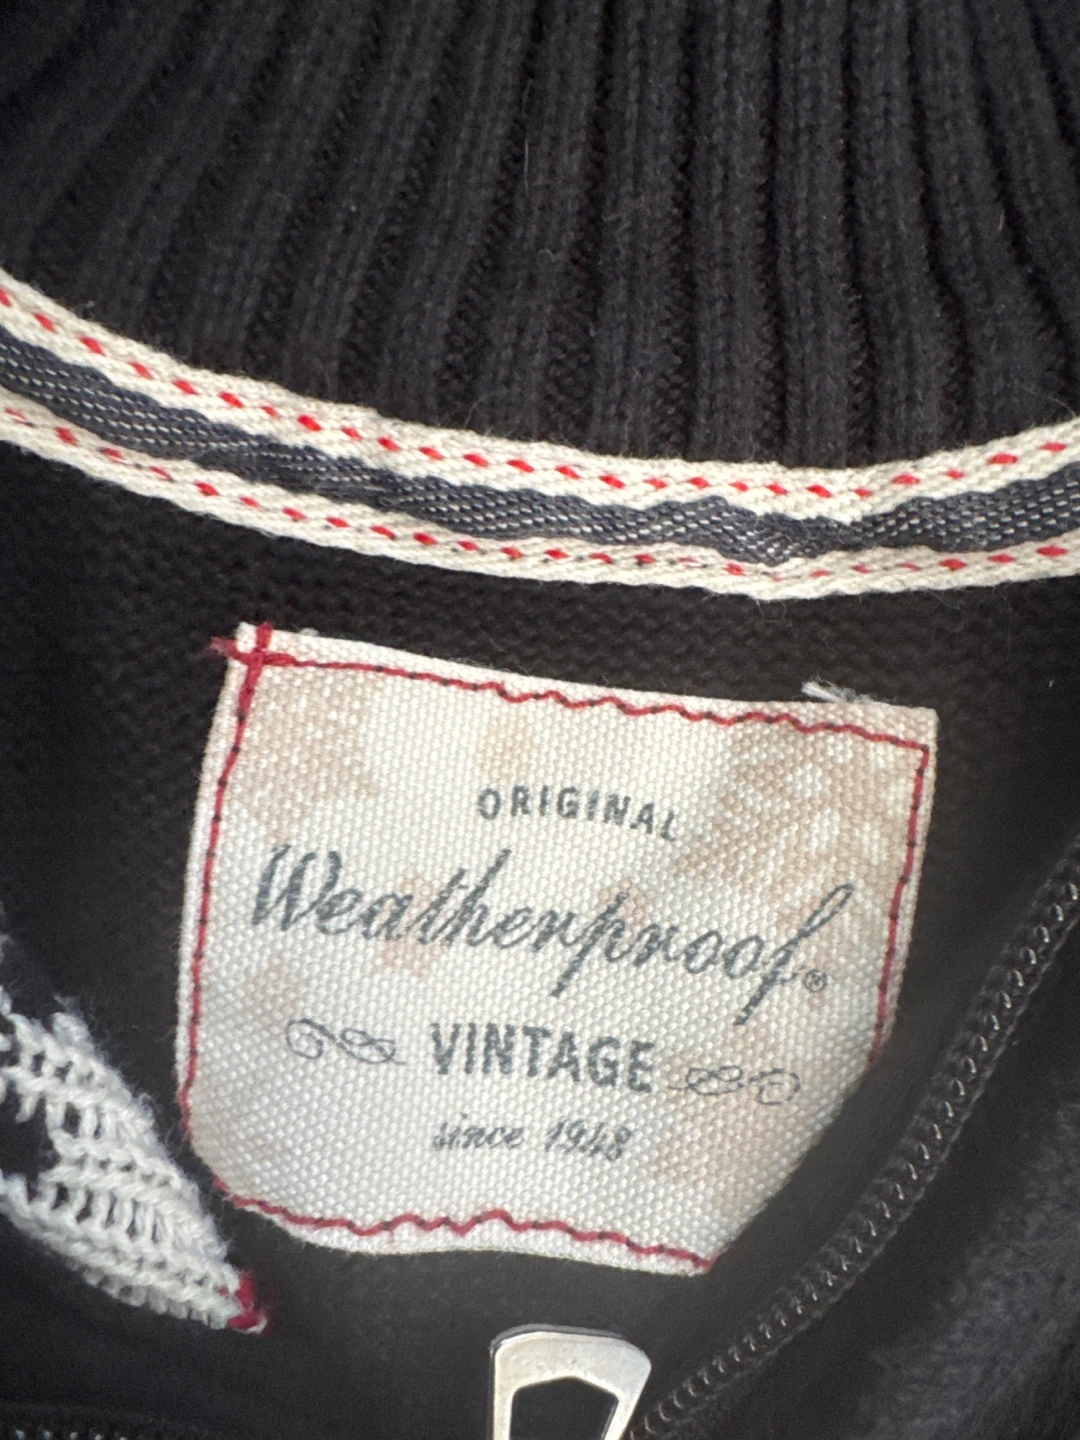 ORIGINAL
Weatherproof®
VINTAGE
since 1948